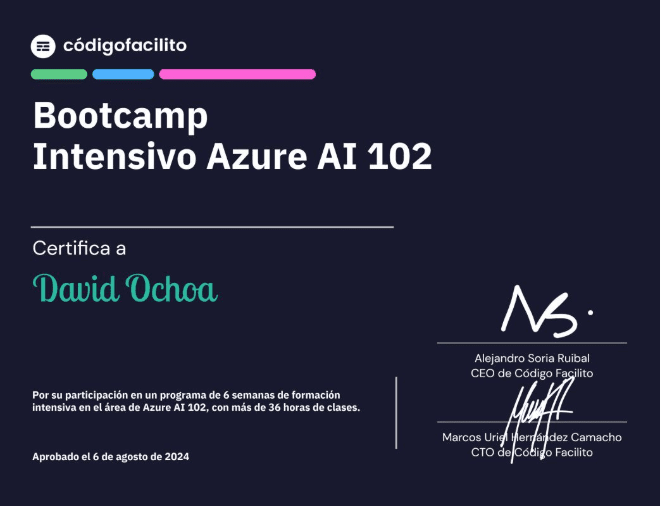 códigofacilito
Bootcamp
Intensivo Azure AI 102
Certifica a
David Ochoa
Por su participación en un programa de 6 semanas de formación
intensiva en el área de Azure AI 102, con más de 36 horas de clases.
Aprobado el 6 de agosto de 2024
Alejandro Soria Ruibal
CEO de Código Facilito
Marcos Uriel Hernández Camacho
CTO de Código Facilito